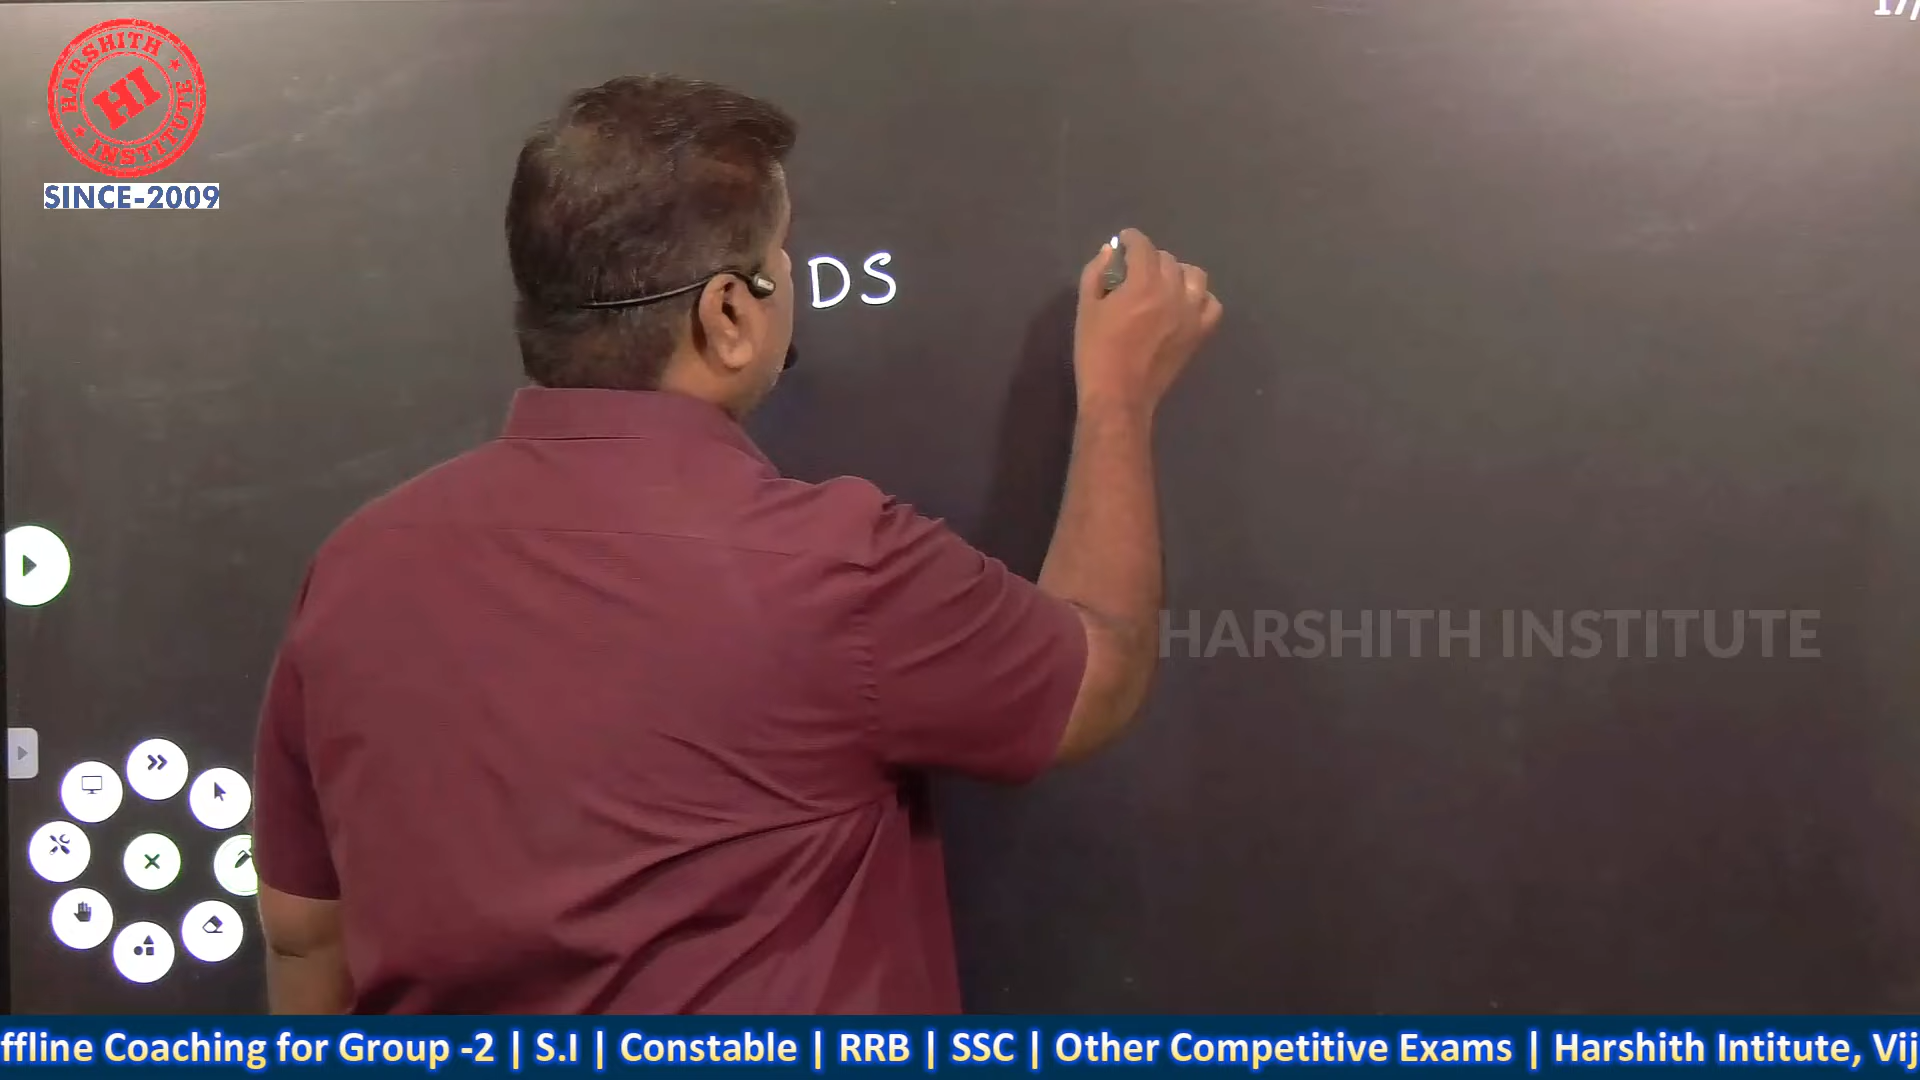 17/
HARSHITH
HI
INSTITUTE
SINCE-2009
DS
HARSHITH INSTITUTE
ffline Coaching for Group -2 | S.I | Constable | RRB | SSC | Other Competitive Exams | Harshith Intitute, Vij